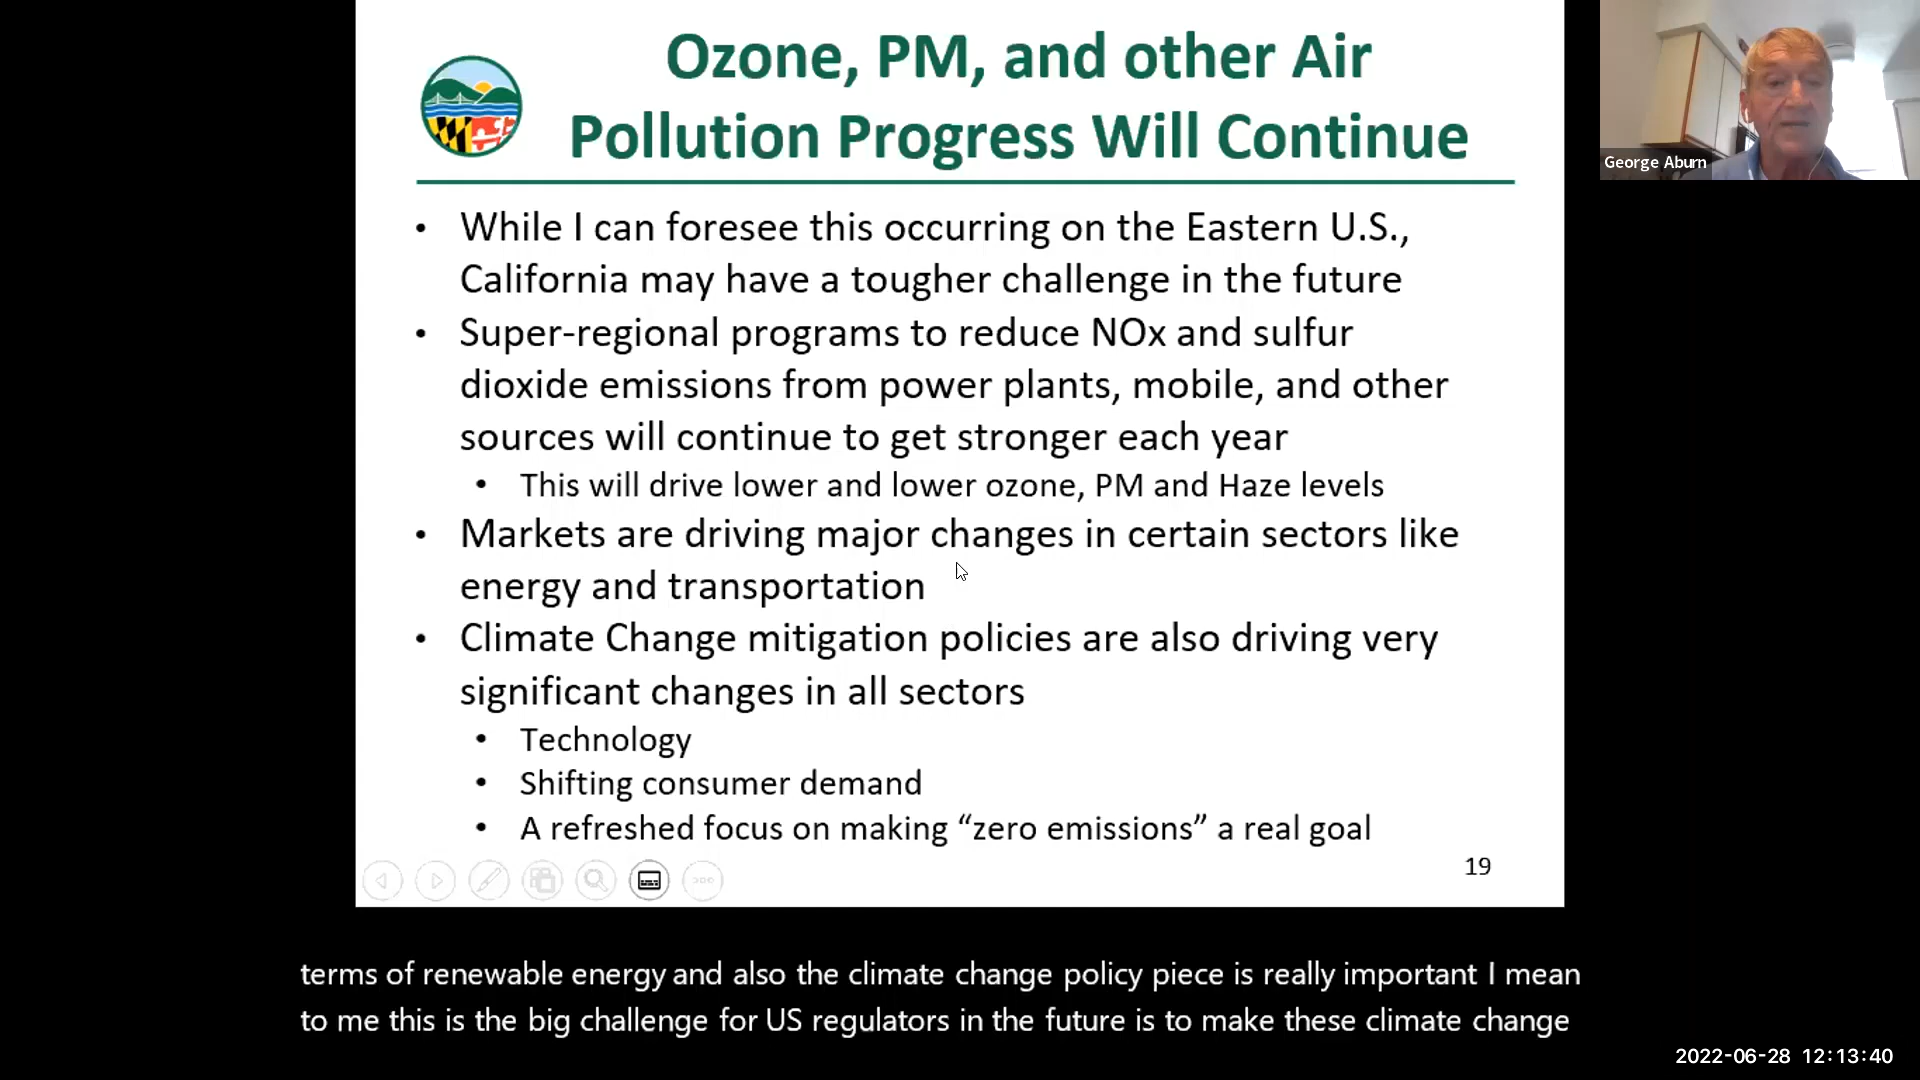 Ozone, PM, and other Air
Pollution Progress Will Continue
George Aburn
• While I can foresee this occurring on the Eastern U.S.,
California may have a tougher challenge in the future
• Super-regional programs to reduce NOx and sulfur
dioxide emissions from power plants, mobile, and other
sources will continue to get stronger each year
• This will drive lower and lower ozone, PM and Haze levels
• Markets are driving major changes in certain sectors like
energy and transportation
• Climate Change mitigation policies are also driving very
significant changes in all sectors
• Technology
• Shifting consumer demand
• A refreshed focus on making “zero emissions” a real goal
19
terms of renewable energy and also the climate change policy piece is really important I mean
to me this is the big challenge for US regulators in the future is to make these climate change
2022-06-28 12:13:40